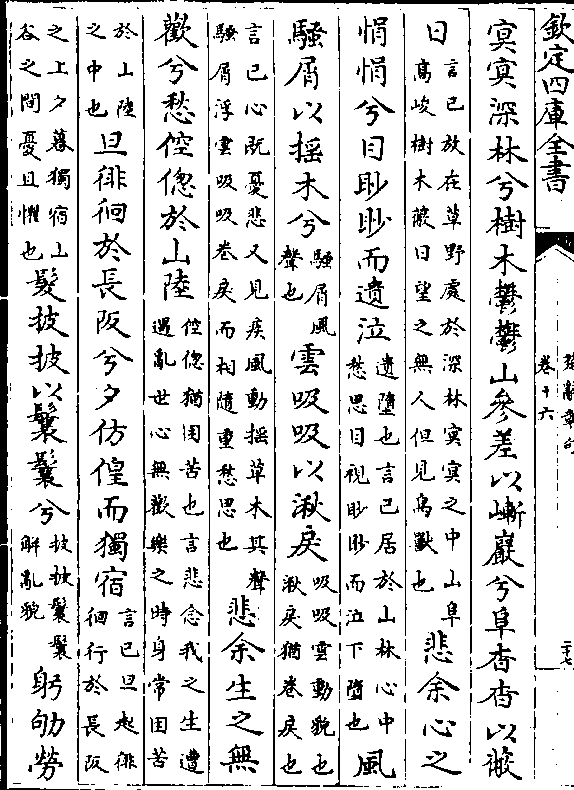 欽定四庫全書
楚辭章句
卷十六
二十七
冥冥深林兮樹木鬱鬱山參差以嶄巖兮阜杳杳以蔽
日言己放在草野處於深林冥冥之中山阜高峻樹木蔽日望之無人但見鳥獸也悲余心之
悁悁兮目眇眇而遺泣遺墮也言己居於山林心中愁思目視眇眇而泣下墮也風
騷屑以搖木兮騷屑風聲也雲吸吸以湫戾吸吸雲動貌也湫戾猶卷戾也
言己心既憂悲又見疾風動搖草木其聲騷屑浮雲吸吸卷戾而相隨重愁思也悲余生之無
歡兮愁倥傯於山陸倥傯猶困苦也言悲念我之生遭遇亂世心無歡樂之時身常困苦
於山陸之中也旦徘徊於長阪兮夕仿偟而獨宿言己旦起徘徊行於長阪
之上夕暮獨宿山谷之間憂且懼也髮披披以鬤鬤兮披披鬤鬤解亂貌躬劬勞